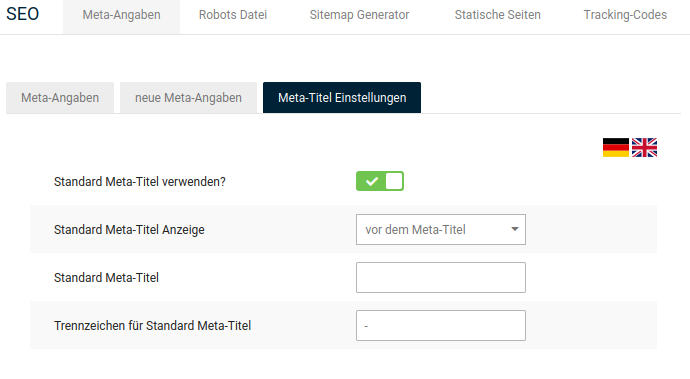 SEO Meta-Angaben Robots Datei Sitemap Generator Statische Seiten Tracking-Codes
Meta-Angaben neue Meta-Angaben Meta-Titel Einstellungen
Standard Meta-Titel verwenden?
Standard Meta-Titel Anzeige vor dem Meta-Titel
Standard Meta-Titel
Trennzeichen für Standard Meta-Titel -